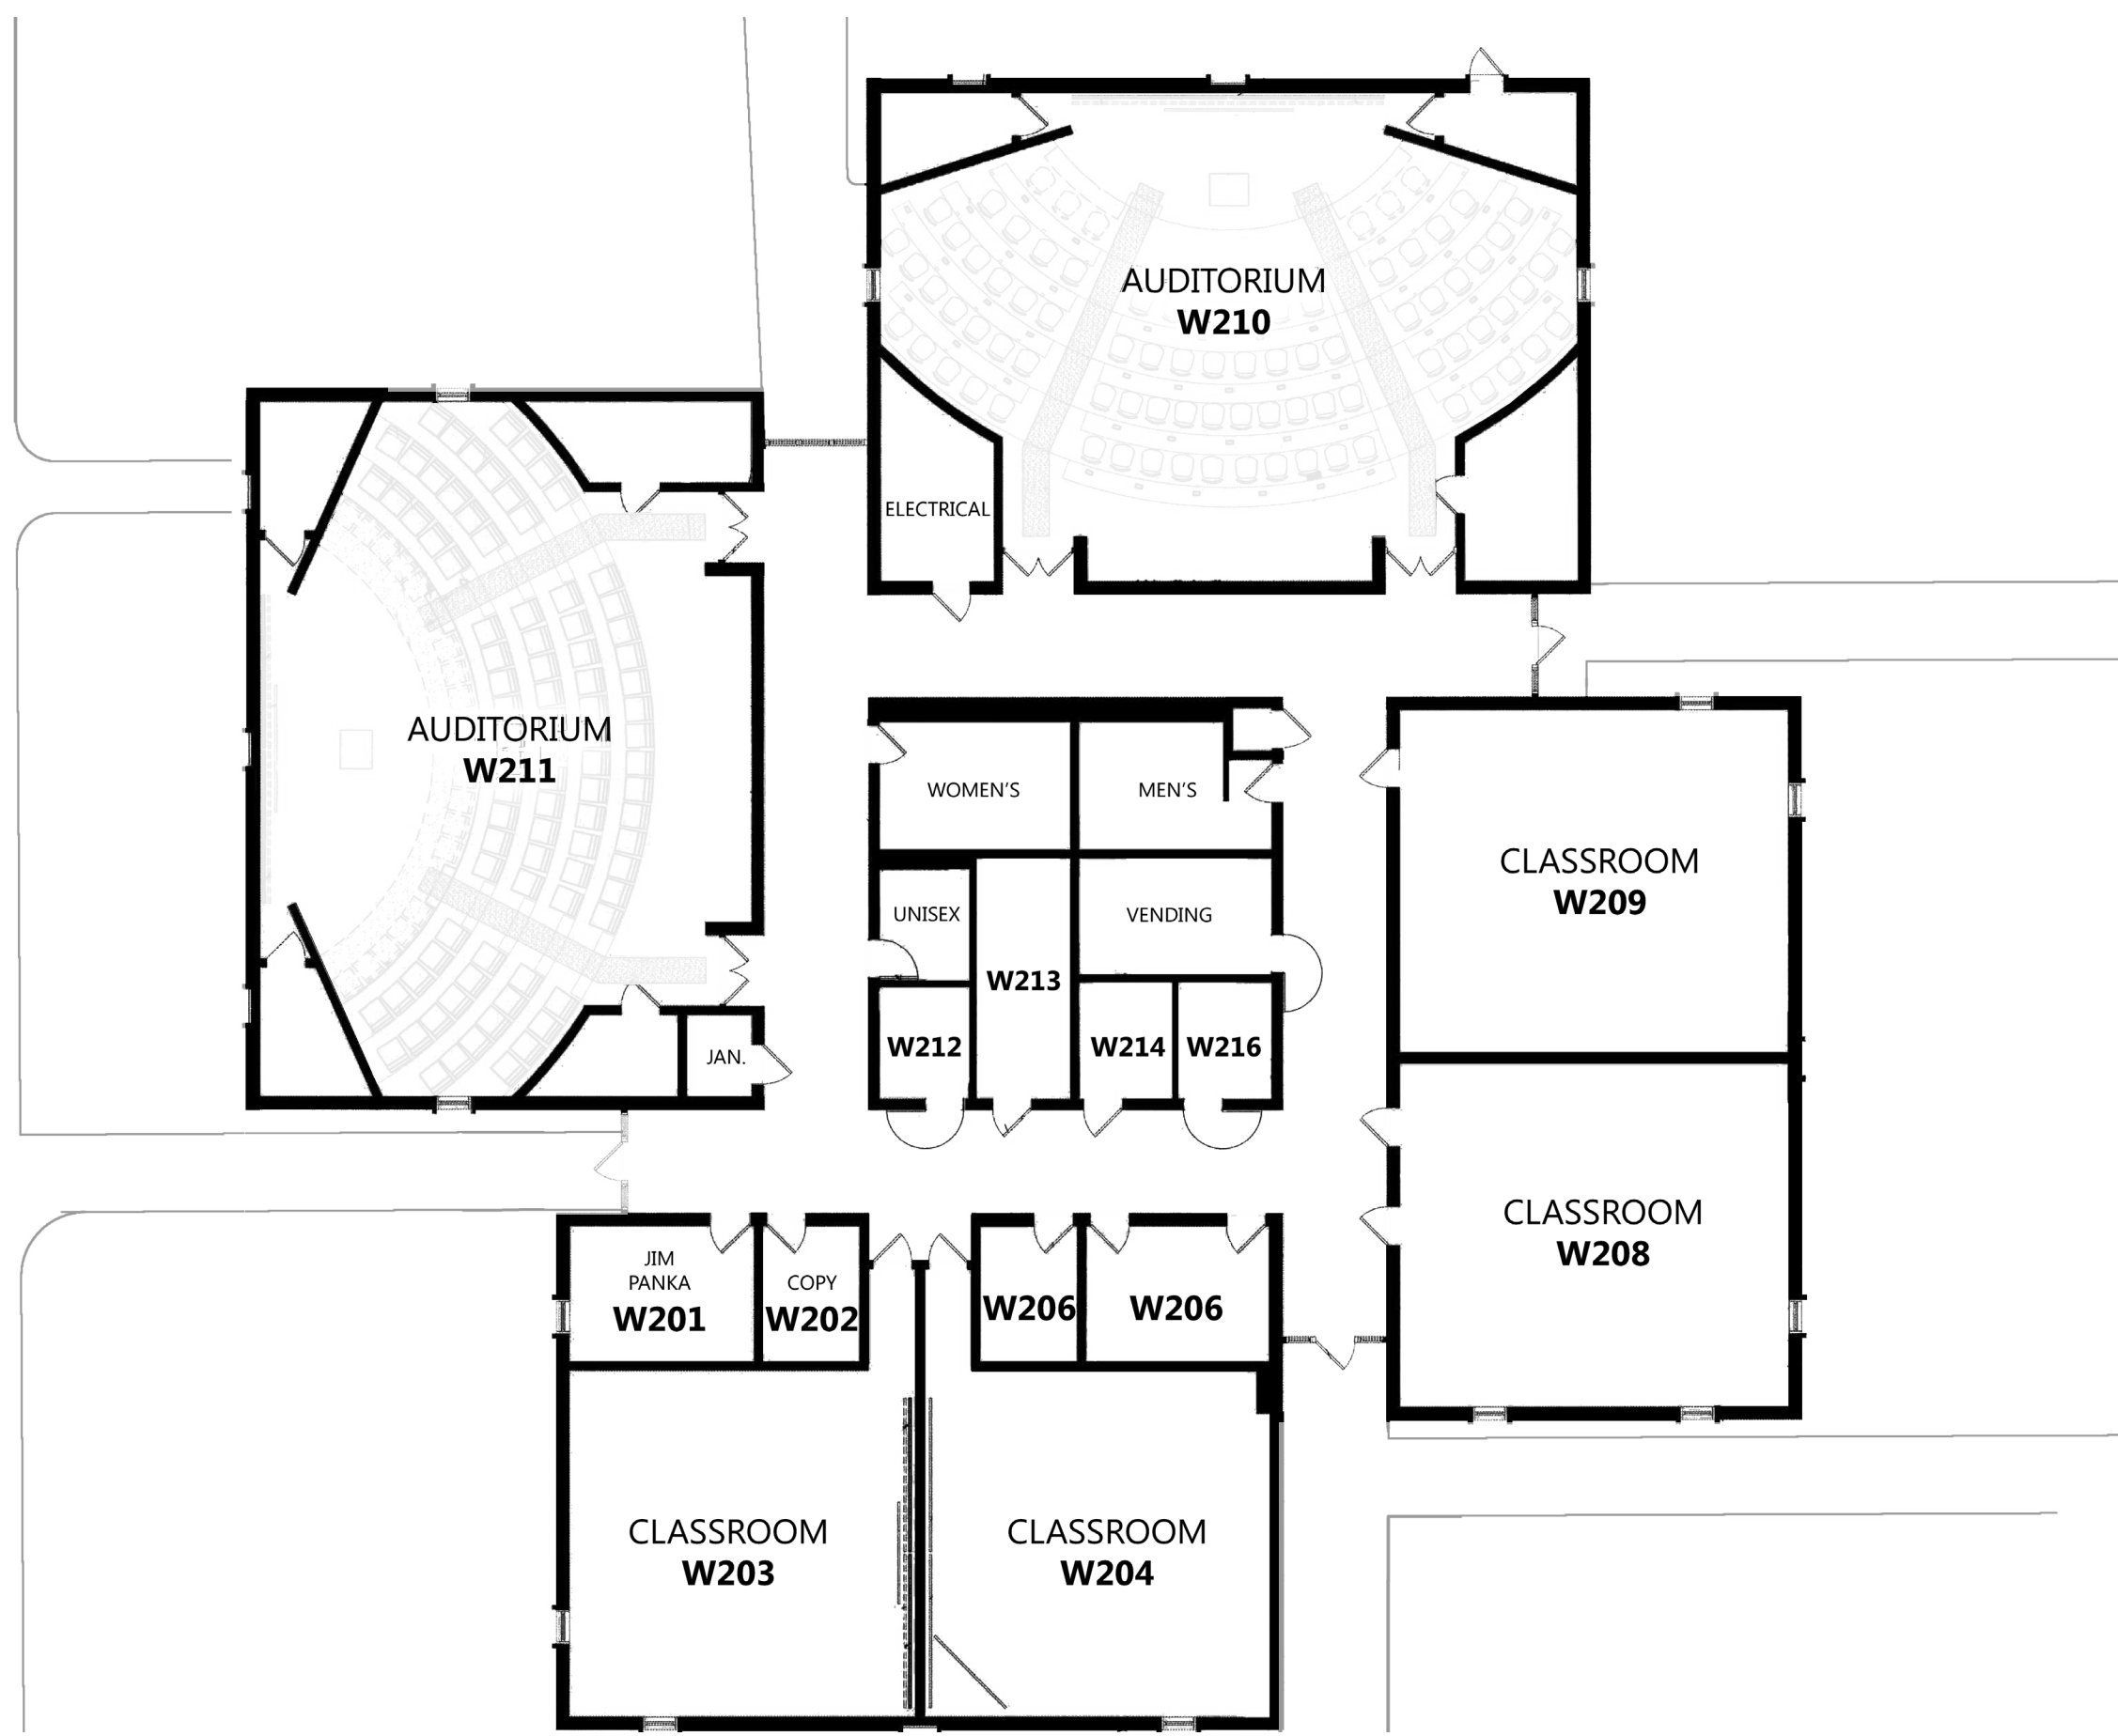 AUDITORIUM
W210
ELECTRICAL
AUDITORIUM
W211
WOMEN'S
MEN'S
CLASSROOM
W209
UNISEX
VENDING
W213
W212
W214
W216
JAN.
CLASSROOM
W208
JIM
PANKA
W201
COPY
W202
W206
W206
CLASSROOM
W203
CLASSROOM
W204